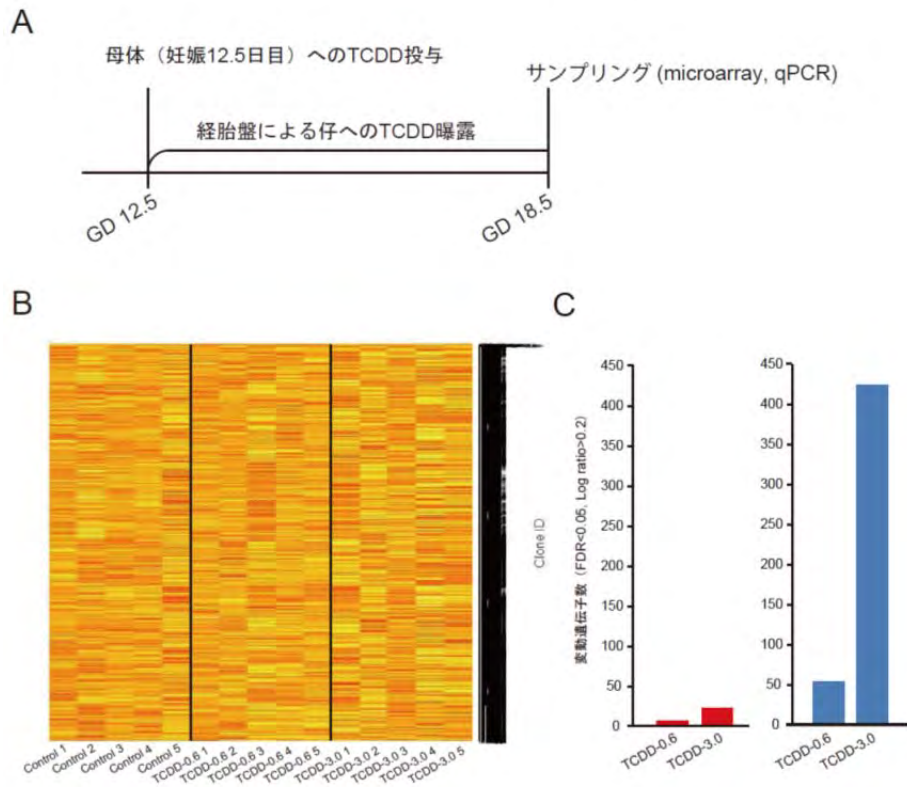 A
母体（妊娠12.5日目）へのTCDD投与
サンプリング (microarray, qPCR)
経胎盤による仔へのTCDD曝露
GD 12.5
GD 18.5
B
Control 1
Control 2
Control 3
Control 4
Control 5
TCDD-0.6 1
TCDD-0.6 2
TCDD-0.6 3
TCDD-0.6 4
TCDD-0.6 5
TCDD-3.0 1
TCDD-3.0 2
TCDD-3.0 3
TCDD-3.0 4
TCDD-3.0 5
Clone ID
C
変動遺伝子数（FDR<0.05, Log ratio>0.2）
450
400
350
300
250
200
150
100
50
0
TCDD-0.6
TCDD-3.0
450
400
350
300
250
200
150
100
50
0
TCDD-0.6
TCDD-3.0